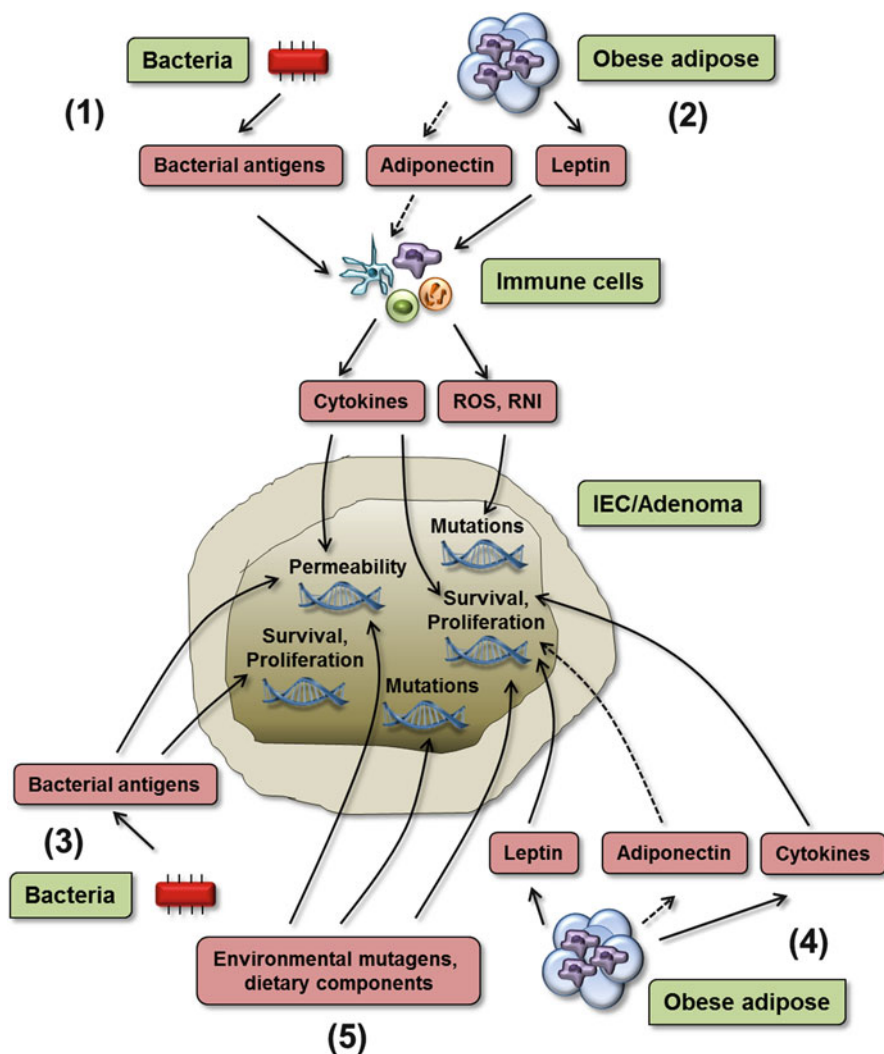 Bacteria
Obese adipose
(1)
(2)
Bacterial antigens
Adiponectin
Leptin
Immune cells
Cytokines
ROS, RNI
IEC/Adenoma
Mutations
Permeability
Survival,
Proliferation
Survival,
Proliferation
Mutations
Bacterial antigens
(3)
Bacteria
Leptin
Adiponectin
Cytokines
Environmental mutagens,
dietary components
(4)
Obese adipose
(5)